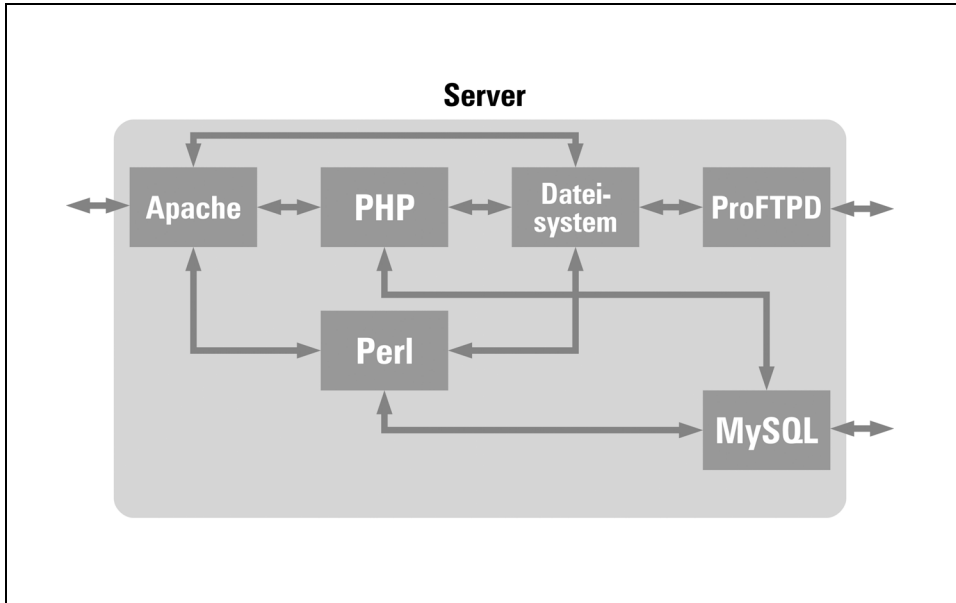 Server
Apache
PHP
Datei-
system
ProFTPD
Perl
MySQL